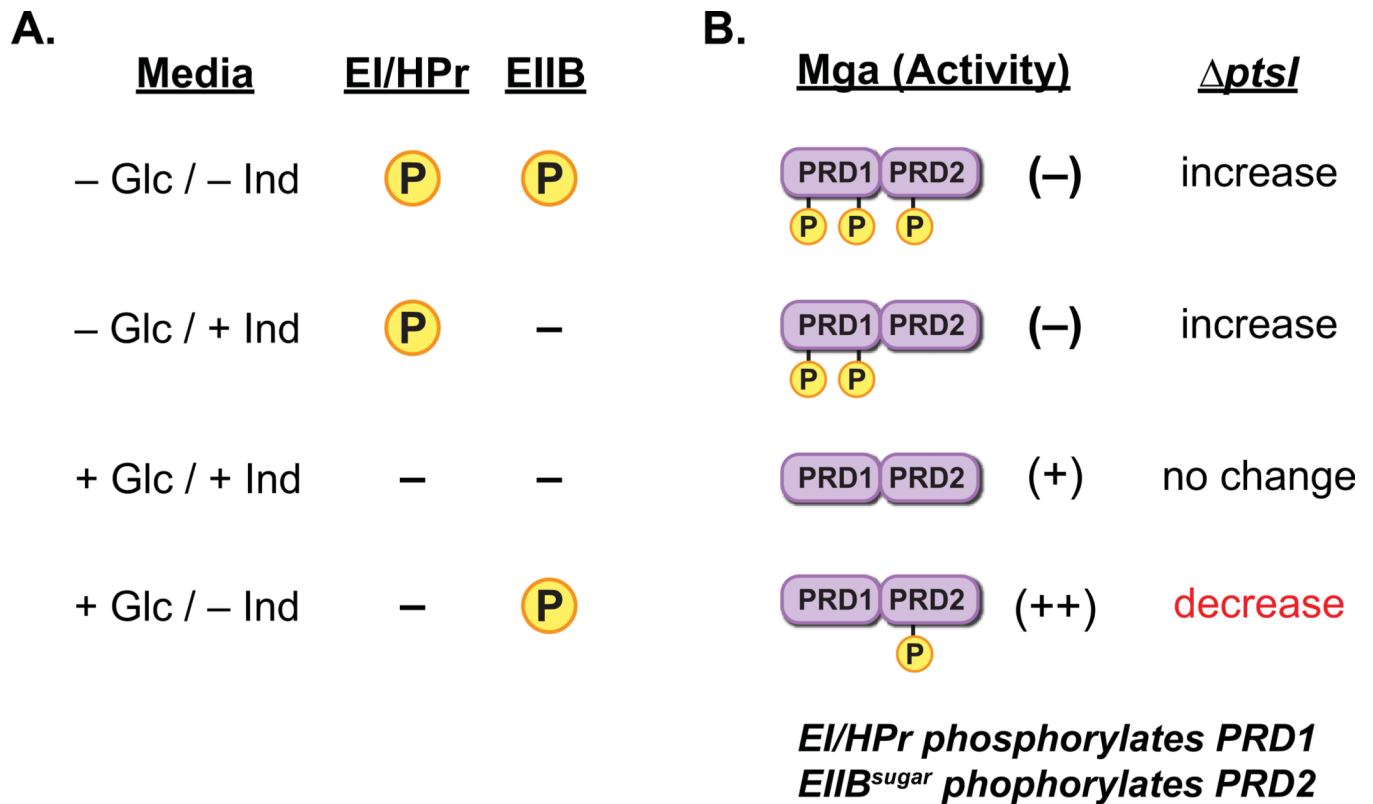 A.
Media EI/HPr EIIB
– Glc / – Ind P P
– Glc / + Ind P –
+ Glc / + Ind – –
+ Glc / – Ind – P
B.
Mga (Activity) ΔptsI
PRD1 PRD2 (–) increase
P P P
PRD1 PRD2 (–) increase
P P
PRD1 PRD2 (+) no change
PRD1 PRD2 (++) decrease
P
EI/HPr phosphorylates PRD1
EIIBsugar phophorylates PRD2